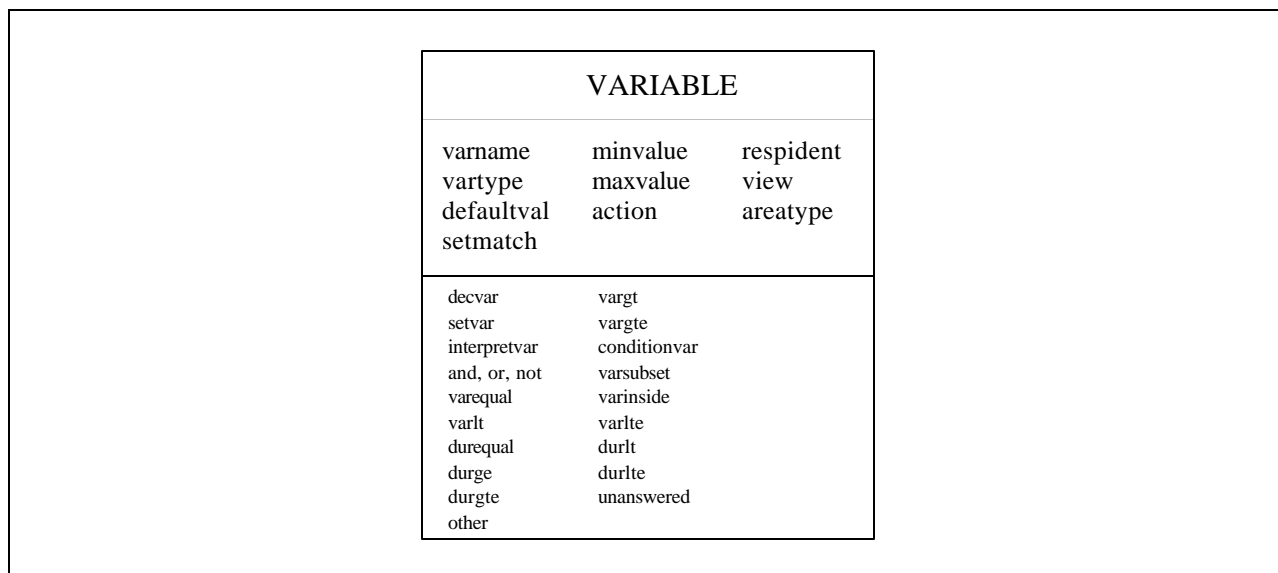 VARIABLE
varname minvalue respident
vartype maxvalue view
defaultval action areatype
setmatch
decvar vargt
setvar vargte
interpretvar conditionvar
and, or, not varsubset
varequal varinside
varlt varlte
durequal durlt
durge durlte
durgte unanswered
other